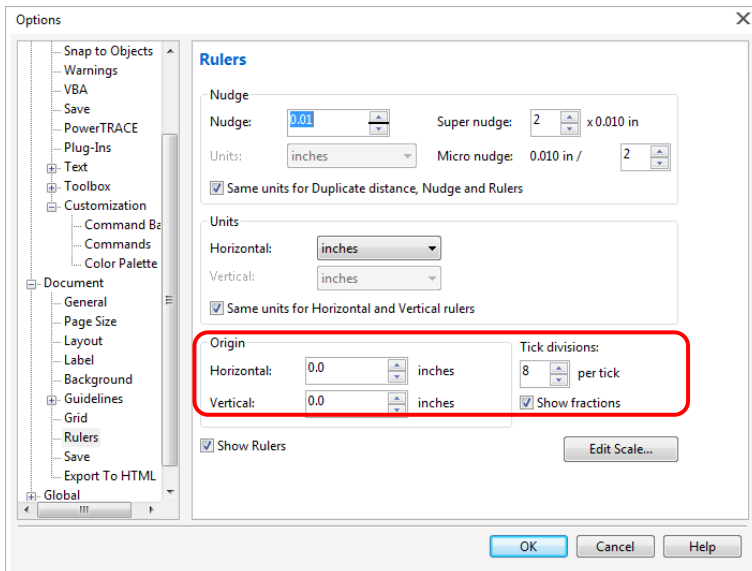 Options
Snap to Objects
Warnings
VBA
Save
PowerTRACE
Plug-Ins
Text
Toolbox
Customization
Command Ba
Commands
Color Palette
Document
General
Page Size
Layout
Label
Background
Guidelines
Grid
Rulers
Save
Export To HTML
Global
Rulers
Nudge
Nudge: 0.01 Super nudge: 2 x 0.010 in
Units: inches Micro nudge: 0.010 in / 2
Same units for Duplicate distance, Nudge and Rulers
Units
Horizontal: inches
Vertical: inches
Same units for Horizontal and Vertical rulers
Origin Tick divisions:
Horizontal: 0.0 inches 8 per tick
Vertical: 0.0 inches Show fractions
Show Rulers Edit Scale...
OK Cancel Help